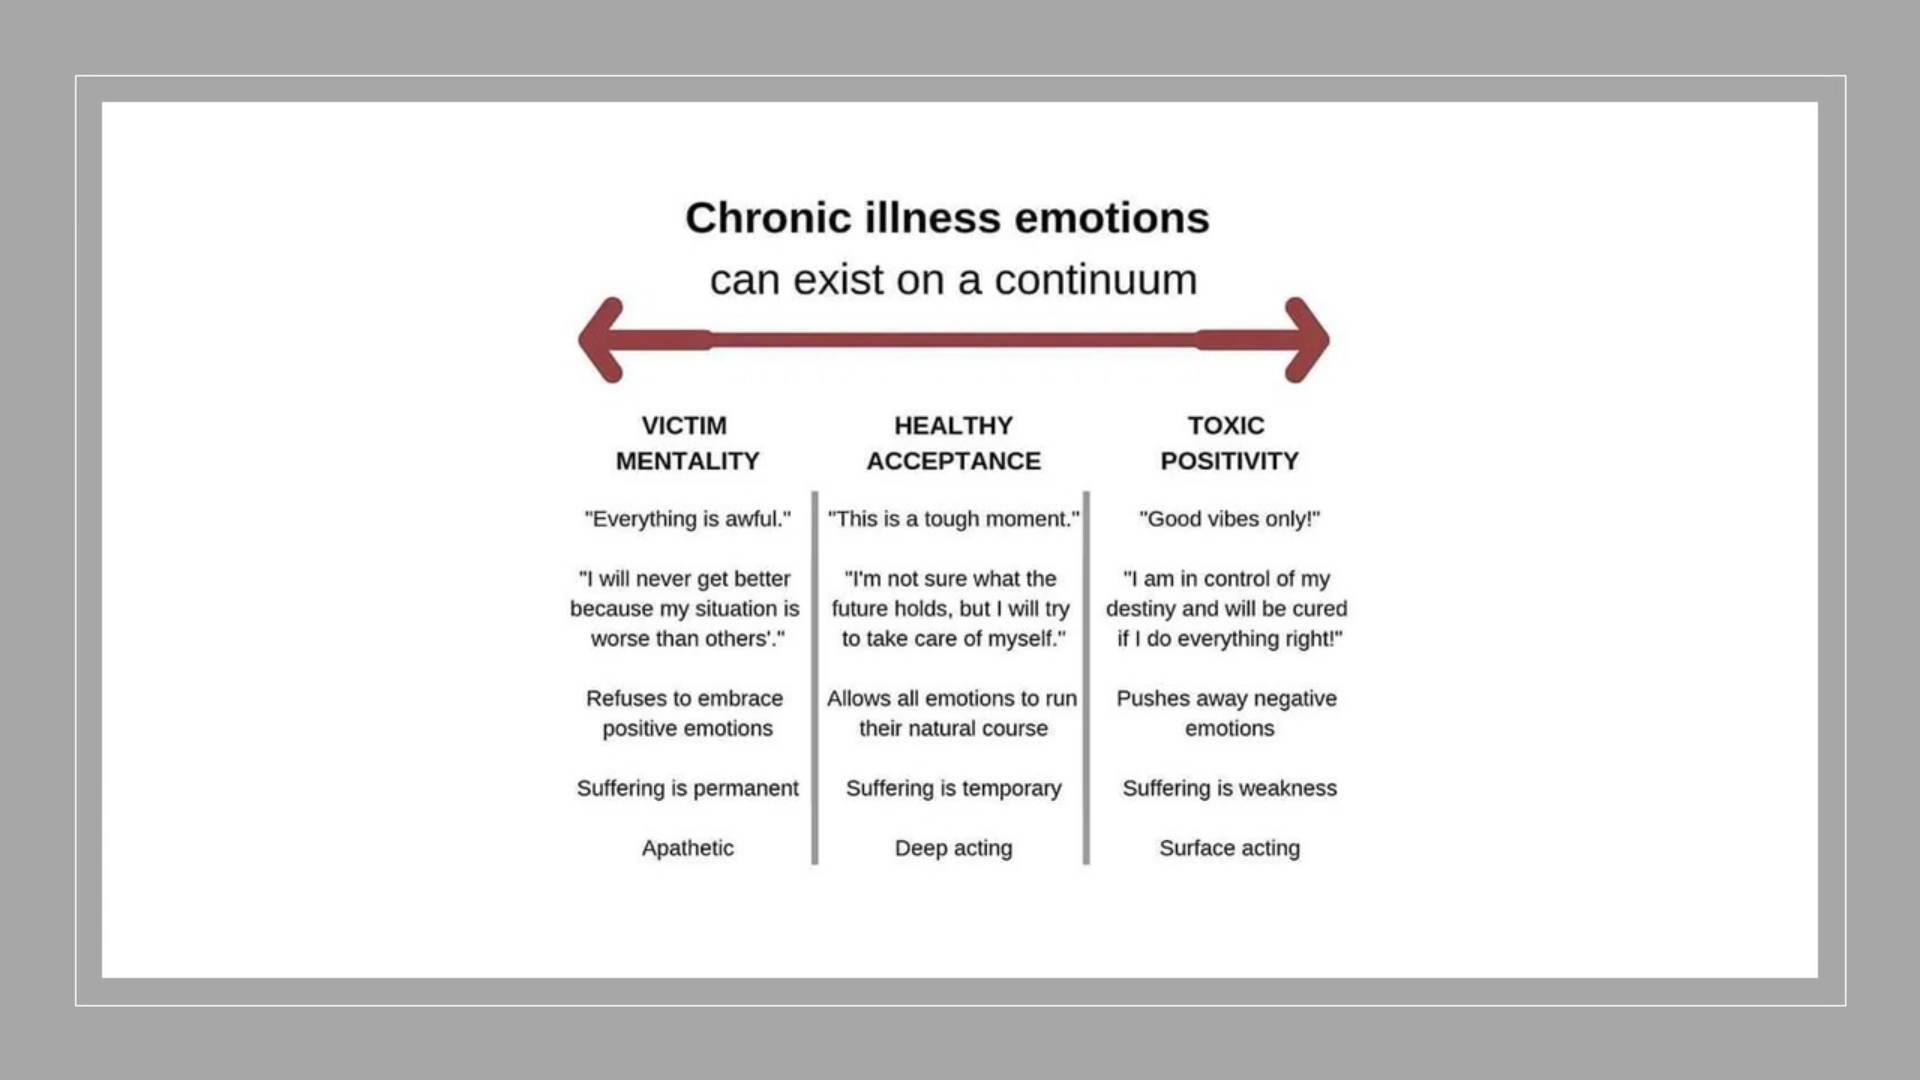 Chronic illness emotions
can exist on a continuum
VICTIM
MENTALITY
"Everything is awful."
"I will never get better
because my situation is
worse than others'."
Refuses to embrace
positive emotions
Suffering is permanent
Apathetic
HEALTHY
ACCEPTANCE
"This is a tough moment."
"I'm not sure what the
future holds, but I will try
to take care of myself."
Allows all emotions to run
their natural course
Suffering is temporary
Deep acting
TOXIC
POSITIVITY
"Good vibes only!"
"I am in control of my
destiny and will be cured
if I do everything right!"
Pushes away negative
emotions
Suffering is weakness
Surface acting